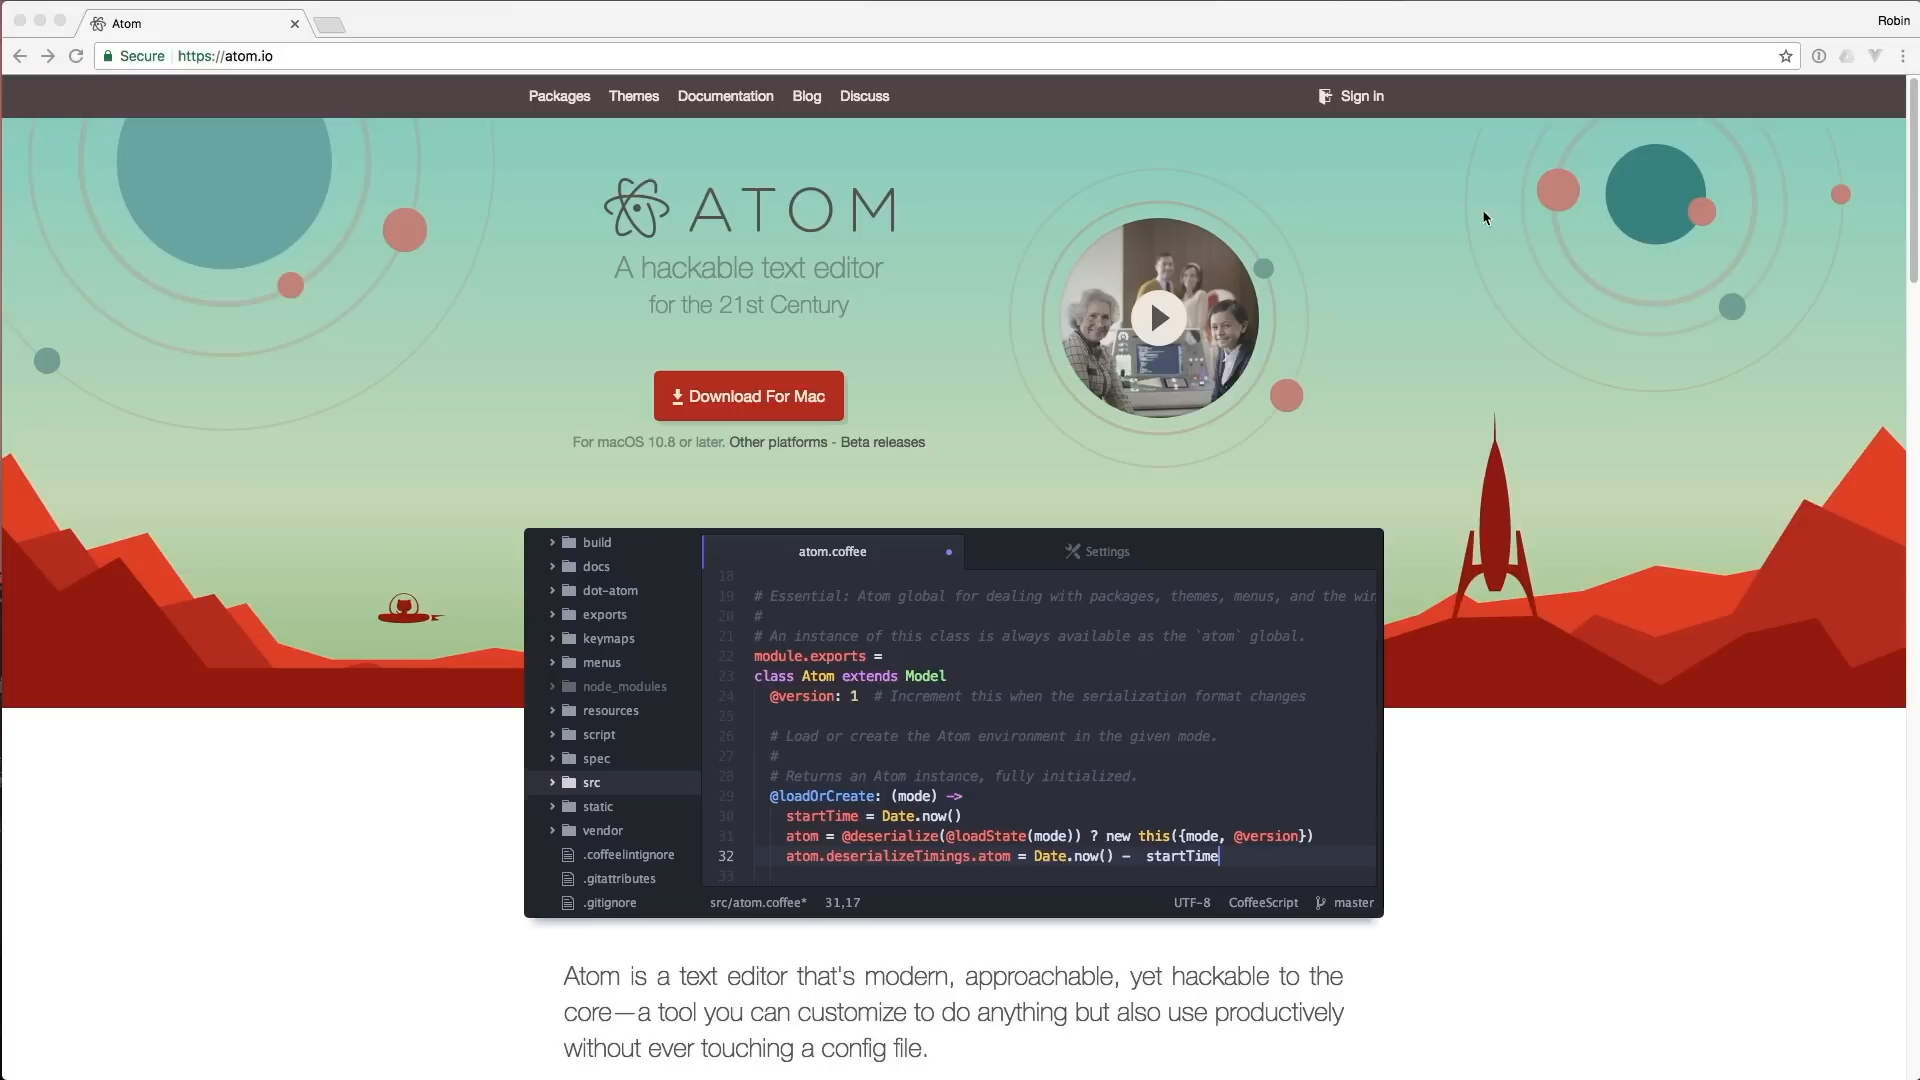 Atom
Robin
Secure https://atom.io
Packages Themes Documentation Blog Discuss Sign in
ATOM
A hackable text editor
for the 21st Century
Download For Mac
For macOS 10.8 or later. Other platforms - Beta releases
build
docs
dot-atom
exports
keymaps
menus
node_modules
resources
script
spec
src
static
vendor
.coffeelintignore
.gitattributes
.gitignore
atom.coffee Settings
18
19 # Essential: Atom global for dealing with packages, themes, menus, and the win
20 #
21 # An instance of this class is always available as the `atom` global.
22 module.exports =
23 class Atom extends Model
24 @version: 1 # Increment this when the serialization format changes
25
26 # Load or create the Atom environment in the given mode.
27 #
28 # Returns an Atom instance, fully initialized.
29 @loadOrCreate: (mode) ->
30 startTime = Date.now()
31 atom = @deserialize(@loadState(mode)) ? new this({mode, @version})
32 atom.deserializeTimings.atom = Date.now() - startTime
33
src/atom.coffee* 31,17 UTF-8 CoffeeScript master
Atom is a text editor that's modern, approachable, yet hackable to the
core—a tool you can customize to do anything but also use productively
without ever touching a config file.